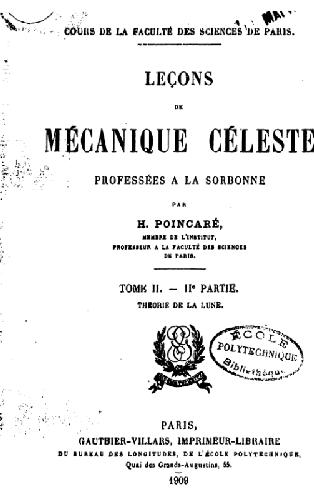 COURS DE LA FACULTÉ DES SCIENCES DE PARIS.
LEÇONS
DE
MÉCANIQUE CÉLESTE
PROFESSÉES A LA SORBONNE
PAR
H. POINCARÉ,
MEMBRE DE L'INSTITUT,
PROFESSEUR A LA FACULTÉ DES SCIENCES
DE PARIS.
TOME II. — IIe PARTIE.
THEORIE DE LA LUNE.
ÉCOLE
POLYTECHNIQUE
Bibliothèque
PARIS,
GAUTHIER-VILLARS, IMPRIMEUR-LIBRAIRE
DU BUREAU DES LONGITUDES, DE L'ÉCOLE POLYTECHNIQUE,
Quai des Grands-Augustins, 55.
1909